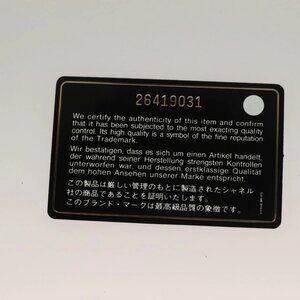 26419031
We certify the authenticity of this item and confirm
that it has been subjected to the most exacting quality
control. Its high quality is a symbol of the fine reputation
of the Trademark.
Wir bestätigen, dass es sich um einen Artikel handelt,
der während seiner Herstellung strengsten Kontrollen
unterworfen wurde, und dessen erstklassige Qualität
dem hohen Ansehen unserer Marke entspricht.
この製品は厳しい管理のもとに製造されたシャネル
社の商品であることを証明いたします。
このブランド・マークは最高級品質の象徴です。